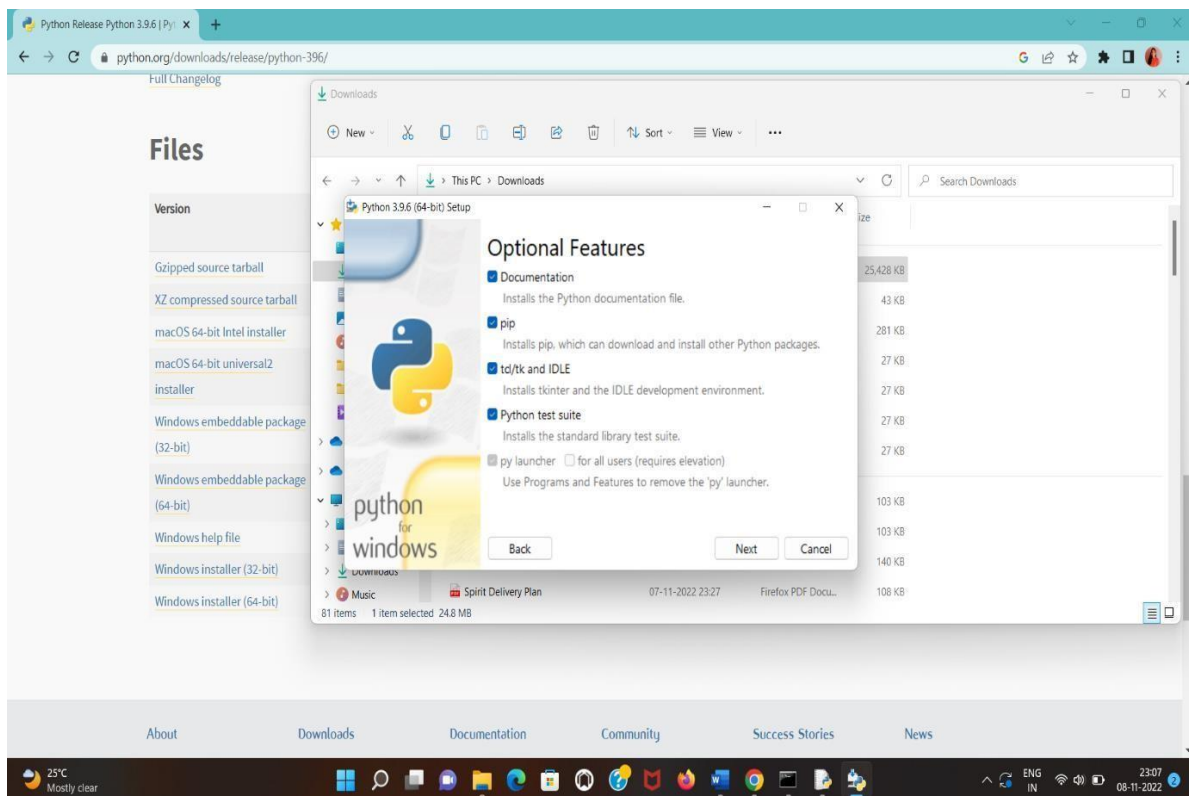 Python Release Python 3.9.6 | Pyt
python.org/downloads/release/python-396/
Full Changelog
Files
Version
Gzipped source tarball
XZ compressed source tarball
macOS 64-bit Intel installer
macOS 64-bit universal2
installer
Windows embeddable package
(32-bit)
Windows embeddable package
(64-bit)
Windows help file
Windows installer (32-bit)
Windows installer (64-bit)
Downloads
New
Sort
View
This PC > Downloads
Search Downloads
ize
25,428 KB
43 KB
281 KB
27 KB
27 KB
27 KB
27 KB
103 KB
103 KB
140 KB
Downloads
Music
Spirit Delivery Plan 07-11-2022 23:27 Firefox PDF Docu... 108 KB
81 items 1 item selected 24.8 MB
Python 3.9.6 (64-bit) Setup
Optional Features
Documentation
Installs the Python documentation file.
pip
Installs pip, which can download and install other Python packages.
td/tk and IDLE
Installs tkinter and the IDLE development environment.
Python test suite
Installs the standard library test suite.
py launcher for all users (requires elevation)
Use Programs and Features to remove the 'py' launcher.
python
for
windows
Back Next Cancel
About Downloads Documentation Community Success Stories News
25°C
Mostly clear
ENG
IN
23:07
08-11-2022
2